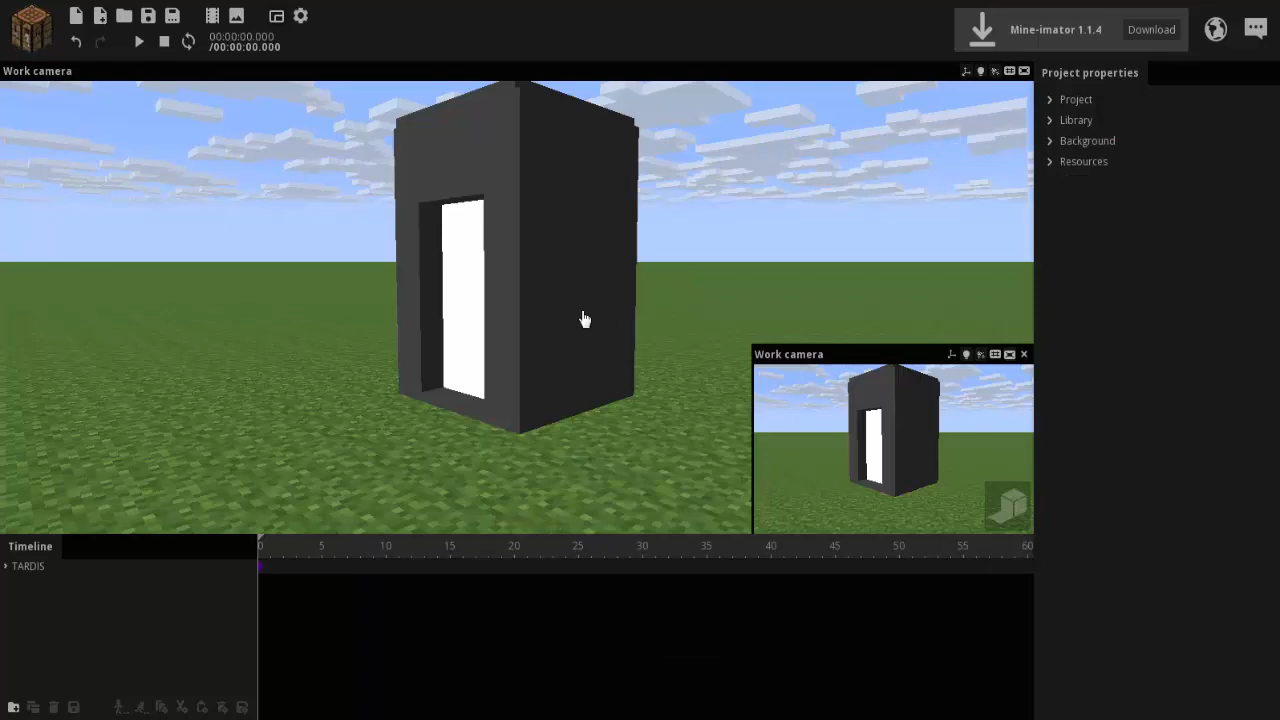 00:00:00.000
/00:00:00.000
Mine-imator 1.1.4
Download
Work camera
Project properties
Project
Library
Background
Resources
Work camera
Timeline
0 5 10 15 20 25 30 35 40 45 50 55 60
TARDIS